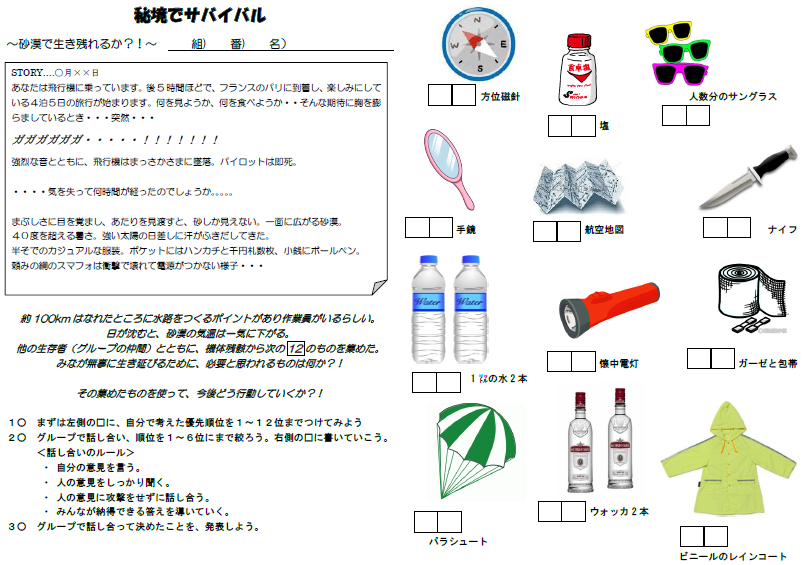 秘境でサバイバル
～砂漠で生き残れるか？！～　　組）　番）　名）
STORY....〇月××日
あなたは飛行機に乗っています。後５時間ほどで、フランスのパリに到着し、楽しみにして
いる４泊５日の旅行が始まります。何を見ようか、何を食べようか・・そんな期待に胸を膨
らましているとき・・・突然・・・
ガガガガガガ・・・・・！！！！！！！
強烈な音とともに、飛行機はまっさかさまに墜落。パイロットは即死。
・・・・気を失って何時間が経ったのでしょうか。。。。。
まぶしさに目を覚まし、あたりを見渡すと、砂しか見えない。一面に広がる砂漠。
４０度を超える暑さ。強い太陽の日差しに汗がふきだしてきた。
半そでのカジュアルな服装。ポケットにはハンカチと千円札数枚、小銭にボールペン。
頼みの綱のスマフォは衝撃で壊れて電源がつかない様子・・・
約100kmはなれたところに水路をつくるポイントがあり作業員がいるらしい。
日が沈むと、砂漠の気温は一気に下がる。
他の生存者（グループの仲間）とともに、機体残骸から次の12のものを集めた。
みなが無事に生き延びるために、必要と思われるものは何か？！
その集めたものを使って、今後どう行動していくか？！
１〇　まずは左側の口に、自分で考えた優先順位を１～１２位までつけてみよう
２〇　グループで話し合い、順位を１～６位にまで絞ろう。右側の口に書いていこう。
＜話し合いのルール＞
・ 自分の意見を言う。
・ 人の意見をしっかり聞く。
・ 人の意見に攻撃をせずに話し合う。
・ みんなが納得できる答えを導いていく。
３〇　グループで話し合って決めたことを、発表しよう。
N
E
S
W
方位磁針
食卓塩
塩
人数分のサングラス
手鏡
航空地図
ナイフ
Water
Water
１㍑の水２本
懐中電灯
ガーゼと包帯
パラシュート
ウォッカ２本
ビニールのレインコート